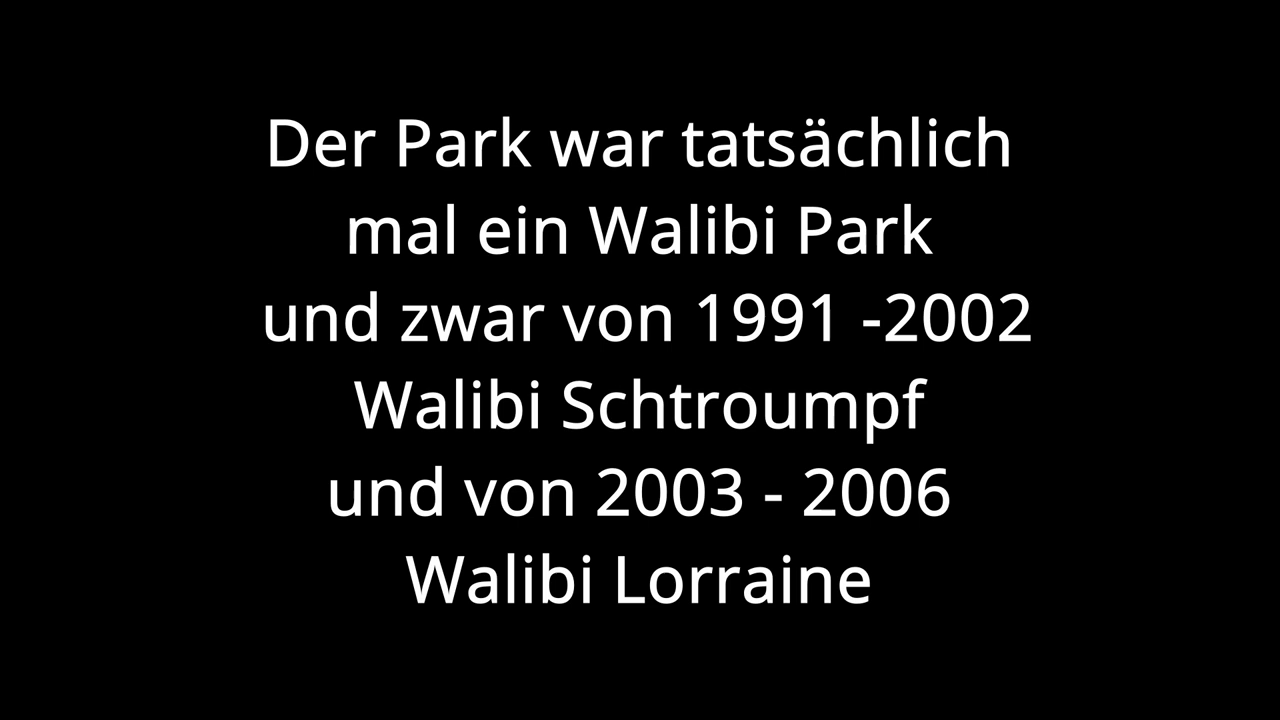 Der Park war tatsächlich
mal ein Walibi Park
und zwar von 1991 -2002
Walibi Schtroumpf
und von 2003 - 2006
Walibi Lorraine